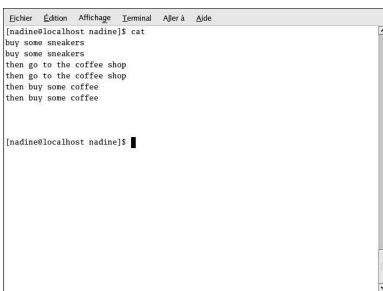 Fichier Édition Affichage Terminal Aller à Aide
[nadine@localhost nadine]$ cat
buy some sneakers
buy some sneakers
then go to the coffee shop
then go to the coffee shop
then buy some coffee
then buy some coffee
[nadine@localhost nadine]$